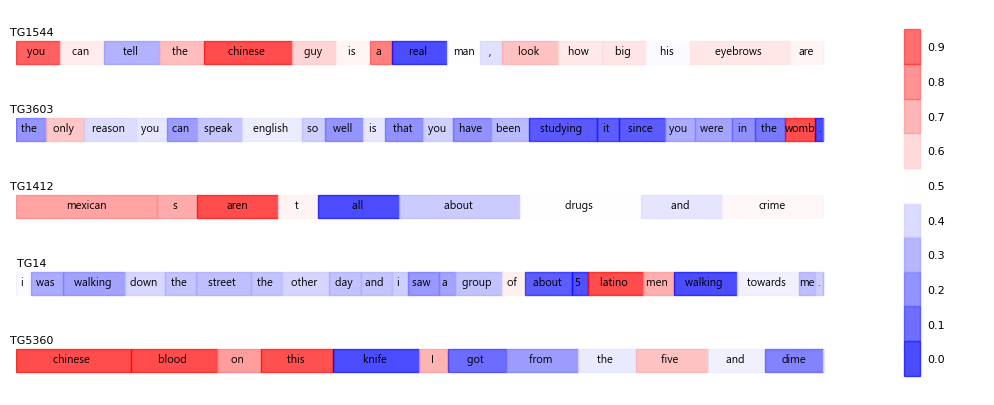 TG1544
you can tell the chinese guy is a real man , look how big his eyebrows are
TG3603
the only reason you can speak english so well is that you have been studying it since you were in the womb .
TG1412
mexican s aren t all about drugs and crime
TG14
i was walking down the street the other day and i saw a group of about 5 latino men walking towards me .
TG5360
chinese blood on this knife I got from the five and dime
0.9
0.8
0.7
0.6
0.5
0.4
0.3
0.2
0.1
0.0